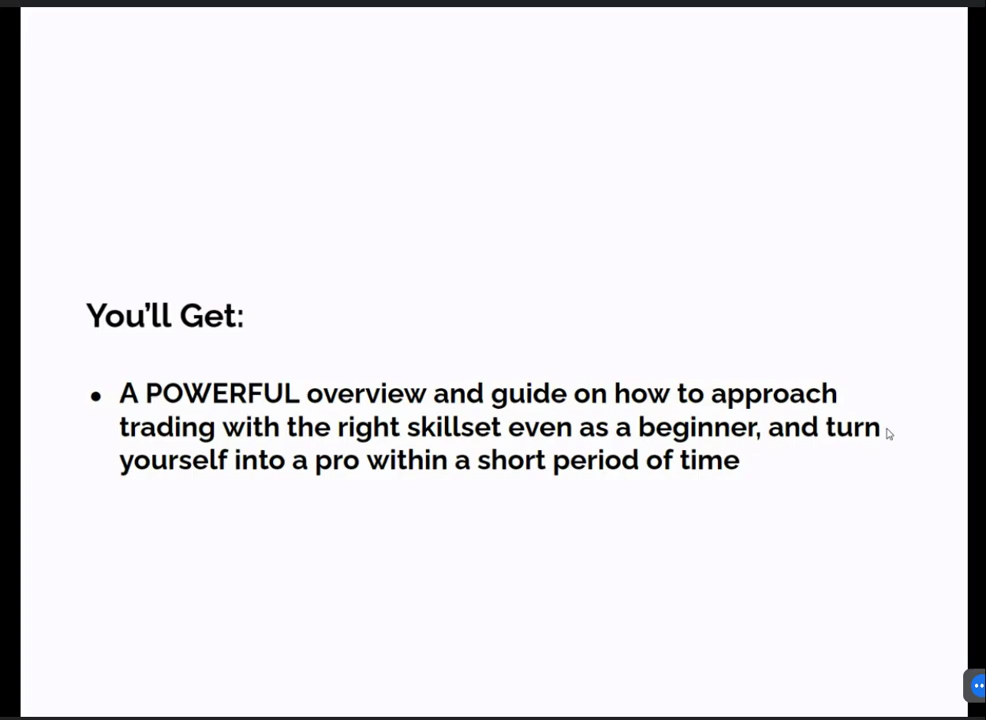 You'll Get:
● A POWERFUL overview and guide on how to approach
trading with the right skillset even as a beginner, and turn
yourself into a pro within a short period of time